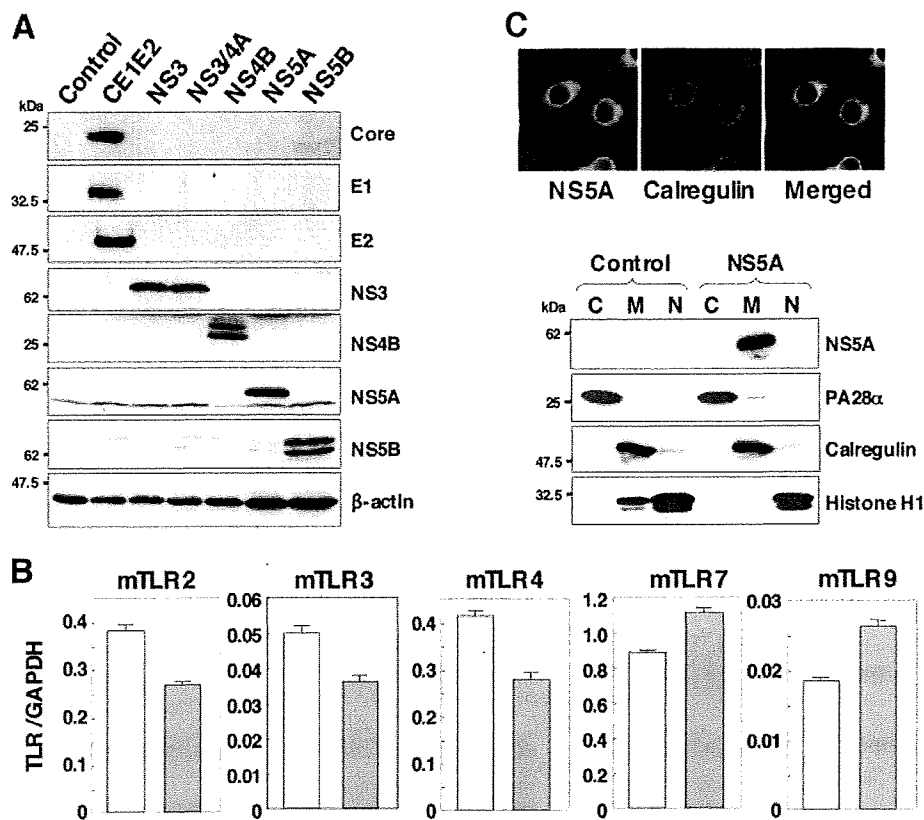 A
Control
CE1E2
NS3
NS3/4A
NS4B
NS5A
NS5B
kDa
25
Core
E1
32.5
E2
47.5
NS3
62
NS4B
25
62
NS5A
NS5B
62
47.5
β-actin
C
NS5A Calregulin Merged
Control NS5A
kDa C M N C M N
62
NS5A
25
PA28α
Calregulin
47.5
32.5
Histone H1
B
TLR/GAPDH
mTLR2
0.4
0.3
0.2
0.1
0
mTLR3
0.06
0.05
0.04
0.03
0.02
0.01
0
mTLR4
0.4
0.3
0.2
0.1
0
mTLR7
1.2
1.0
0.8
0.6
0.4
0.2
0
mTLR9
0.03
0.02
0.01
0